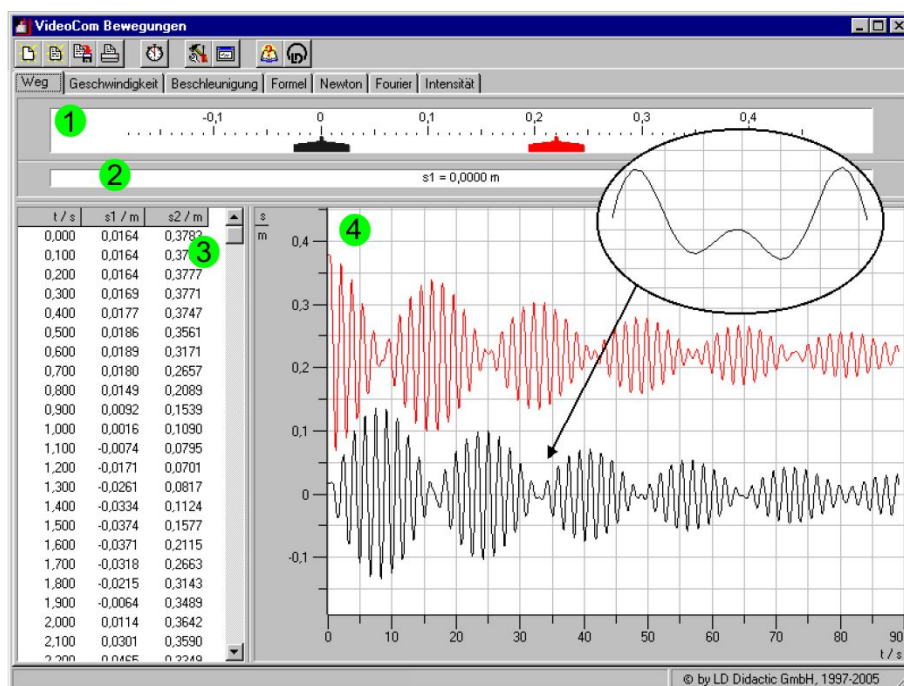 VideoCom Bewegungen
Weg Geschwindigkeit Beschleunigung Formel Newton Fourier Intensität
1
-0,1 0 0,1 0,2 0,3 0,4
2
s1 = 0,0000 m
t / s s1 / m s2 / m
0,000 0,0164 0,3783
0,100 0,0164
0,200 0,0164 0,3777
0,300 0,0169 0,3771
0,400 0,0177 0,3747
0,500 0,0186 0,3561
0,600 0,0189 0,3171
0,700 0,0180 0,2657
0,800 0,0149 0,2089
0,900 0,0092 0,1539
1,000 0,0016 0,1090
1,100 -0,0074 0,0795
1,200 -0,0171 0,0701
1,300 -0,0261 0,0817
1,400 -0,0334 0,1124
1,500 -0,0374 0,1577
1,600 -0,0371 0,2115
1,700 -0,0318 0,2663
1,800 -0,0215 0,3143
1,900 -0,0064 0,3489
2,000 0,0114 0,3642
2,100 0,0301 0,3590
3
s
m
4
0,4
0,3
0,2
0,1
0
-0,1
0 10 20 30 40 50 60 70 80 90
t / s
© by LD Didactic GmbH, 1997-2005